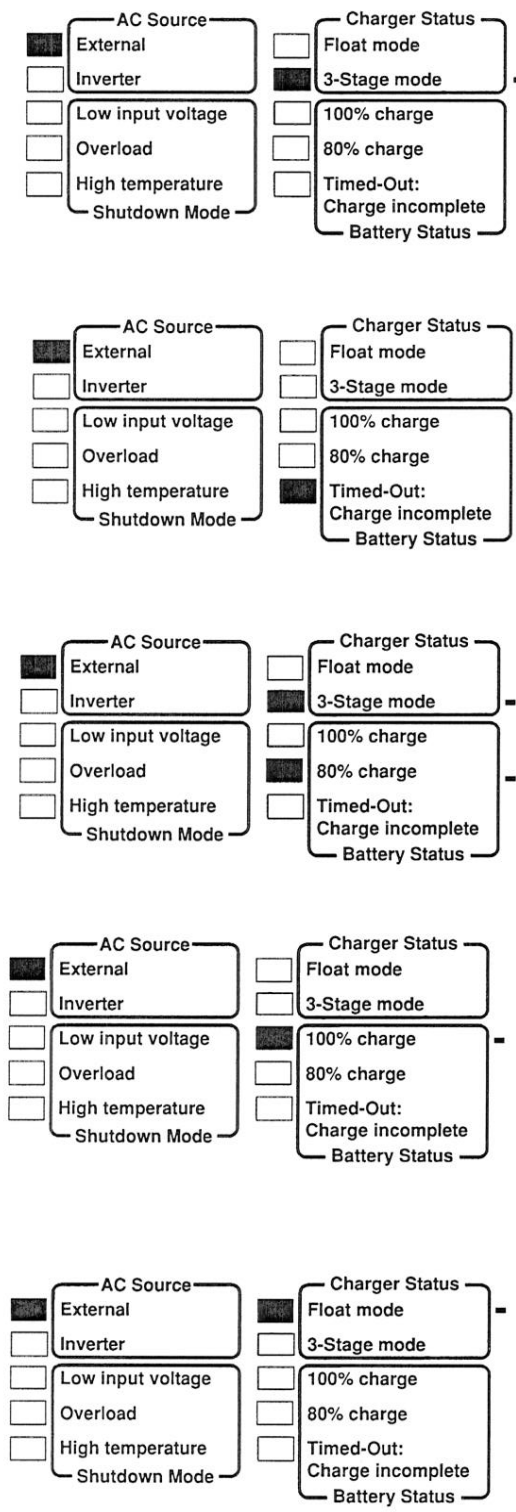 AC Source
External
Inverter
Low input voltage
Overload
High temperature
Shutdown Mode
Charger Status
Float mode
3-Stage mode
100% charge
80% charge
Timed-Out:
Charge incomplete
Battery Status
AC Source
External
Inverter
Low input voltage
Overload
High temperature
Shutdown Mode
Charger Status
Float mode
3-Stage mode
100% charge
80% charge
Timed-Out:
Charge incomplete
Battery Status
AC Source
External
Inverter
Low input voltage
Overload
High temperature
Shutdown Mode
Charger Status
Float mode
3-Stage mode
100% charge
80% charge
Timed-Out:
Charge incomplete
Battery Status
AC Source
External
Inverter
Low input voltage
Overload
High temperature
Shutdown Mode
Charger Status
Float mode
3-Stage mode
100% charge
80% charge
Timed-Out:
Charge incomplete
Battery Status
AC Source
External
Inverter
Low input voltage
Overload
High temperature
Shutdown Mode
Charger Status
Float mode
3-Stage mode
100% charge
80% charge
Timed-Out:
Charge incomplete
Battery Status